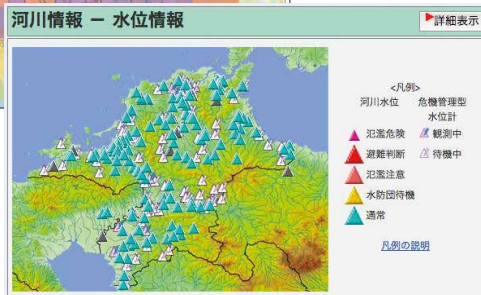 河川情報 － 水位情報
詳細表示
<凡例>
河川水位 危機管理型
水位計
氾濫危険 観測中
避難判断 待機中
氾濫注意
水防団待機
通常
凡例の説明